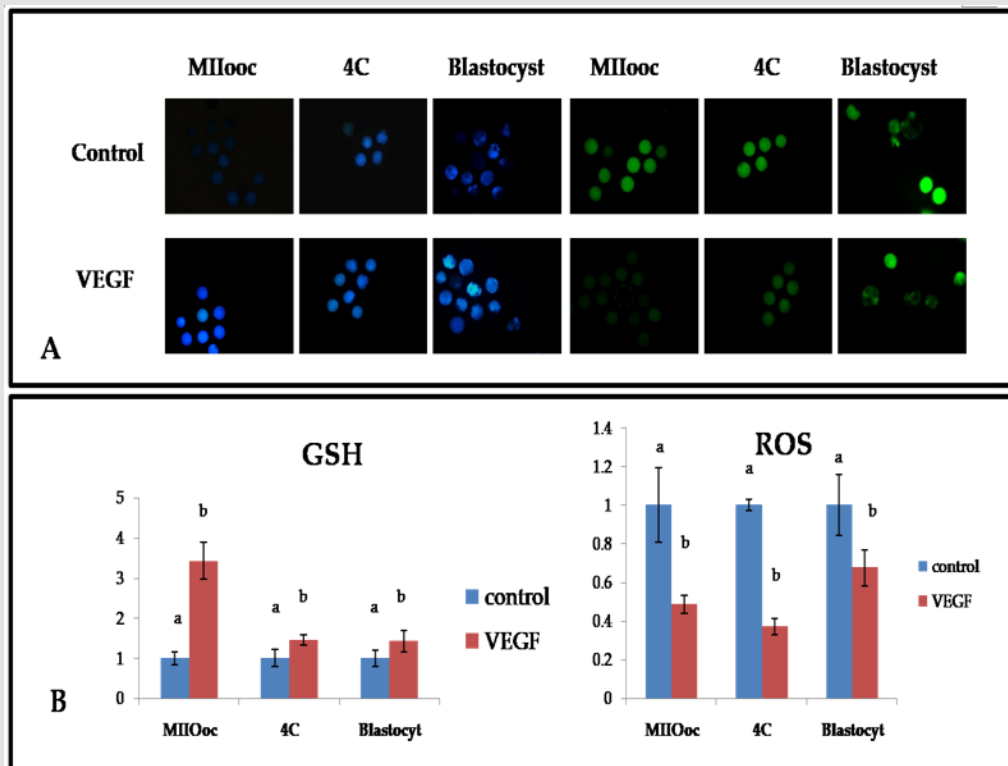 MIIooc 4C Blastocyst MIIooc 4C Blastocyst
Control
VEGF
A
GSH
5
4
3
2
1
0
a b a b a b
MIIOoc 4C Blastocyt
control
VEGF
B
ROS
1.4
1.2
1
0.8
0.6
0.4
0.2
0
a b a b a b
MIIOoc 4C Blastocyt
control
VEGF